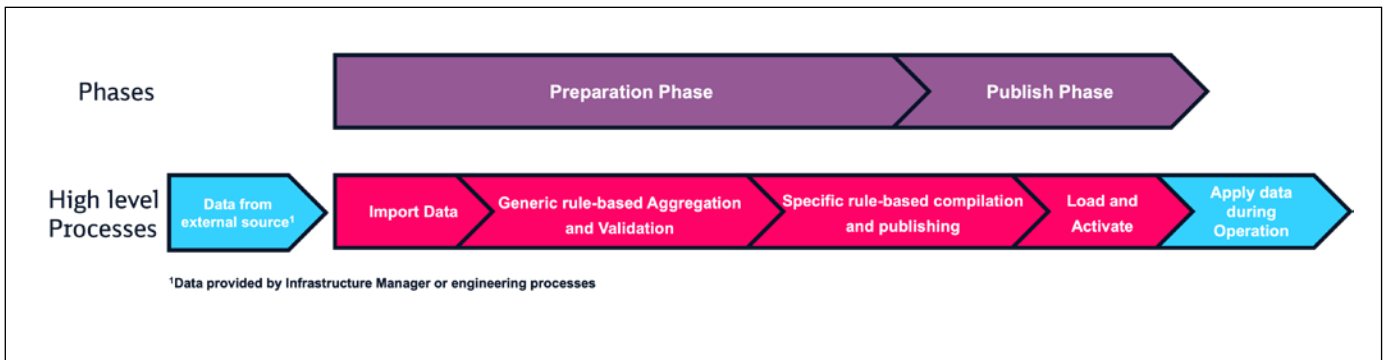 Phases
Preparation Phase
Publish Phase
High level
Processes
Data from
external source¹
Import Data
Generic rule-based Aggregation
and Validation
Specific rule-based compilation
and publishing
Load and
Activate
Apply data
during
Operation
¹Data provided by Infrastructure Manager or engineering processes